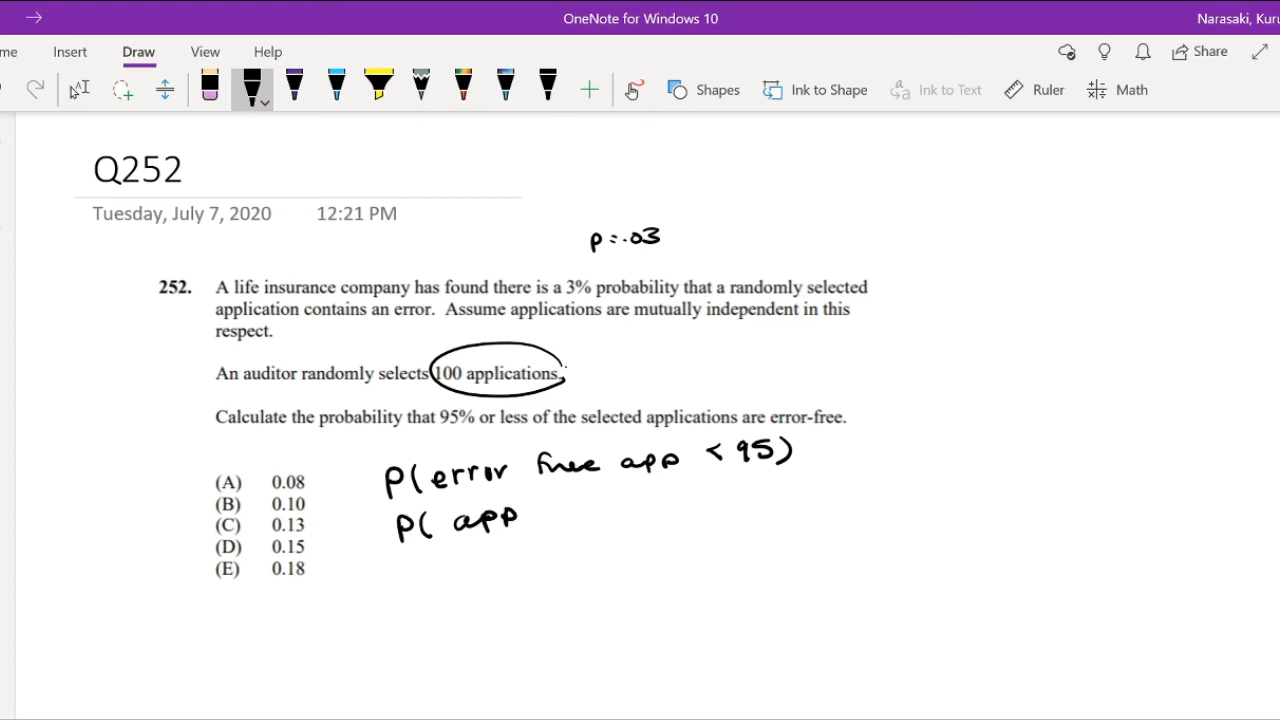 OneNote for Windows 10
Narasaki, Kuru
me Insert Draw View Help
Share
Shapes Ink to Shape Ink to Text Ruler Math
Q252
Tuesday, July 7, 2020 12:21 PM
p = .03
252. A life insurance company has found there is a 3% probability that a randomly selected
application contains an error. Assume applications are mutually independent in this
respect.
An auditor randomly selects 100 applications.
Calculate the probability that 95% or less of the selected applications are error-free.
P( error free app < 95)
(A) 0.08
(B) 0.10
P( app
(C) 0.13
(D) 0.15
(E) 0.18